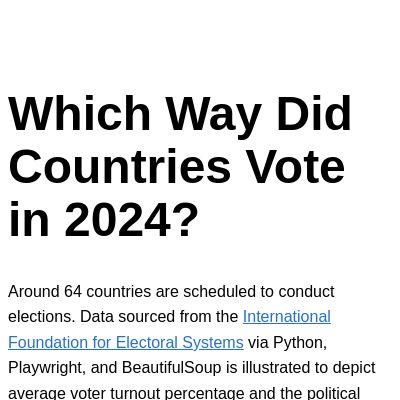 Which Way Did
Countries Vote
in 2024?
Around 64 countries are scheduled to conduct
elections. Data sourced from the International
Foundation for Electoral Systems via Python,
Playwright, and BeautifulSoup is illustrated to depict
average voter turnout percentage and the political